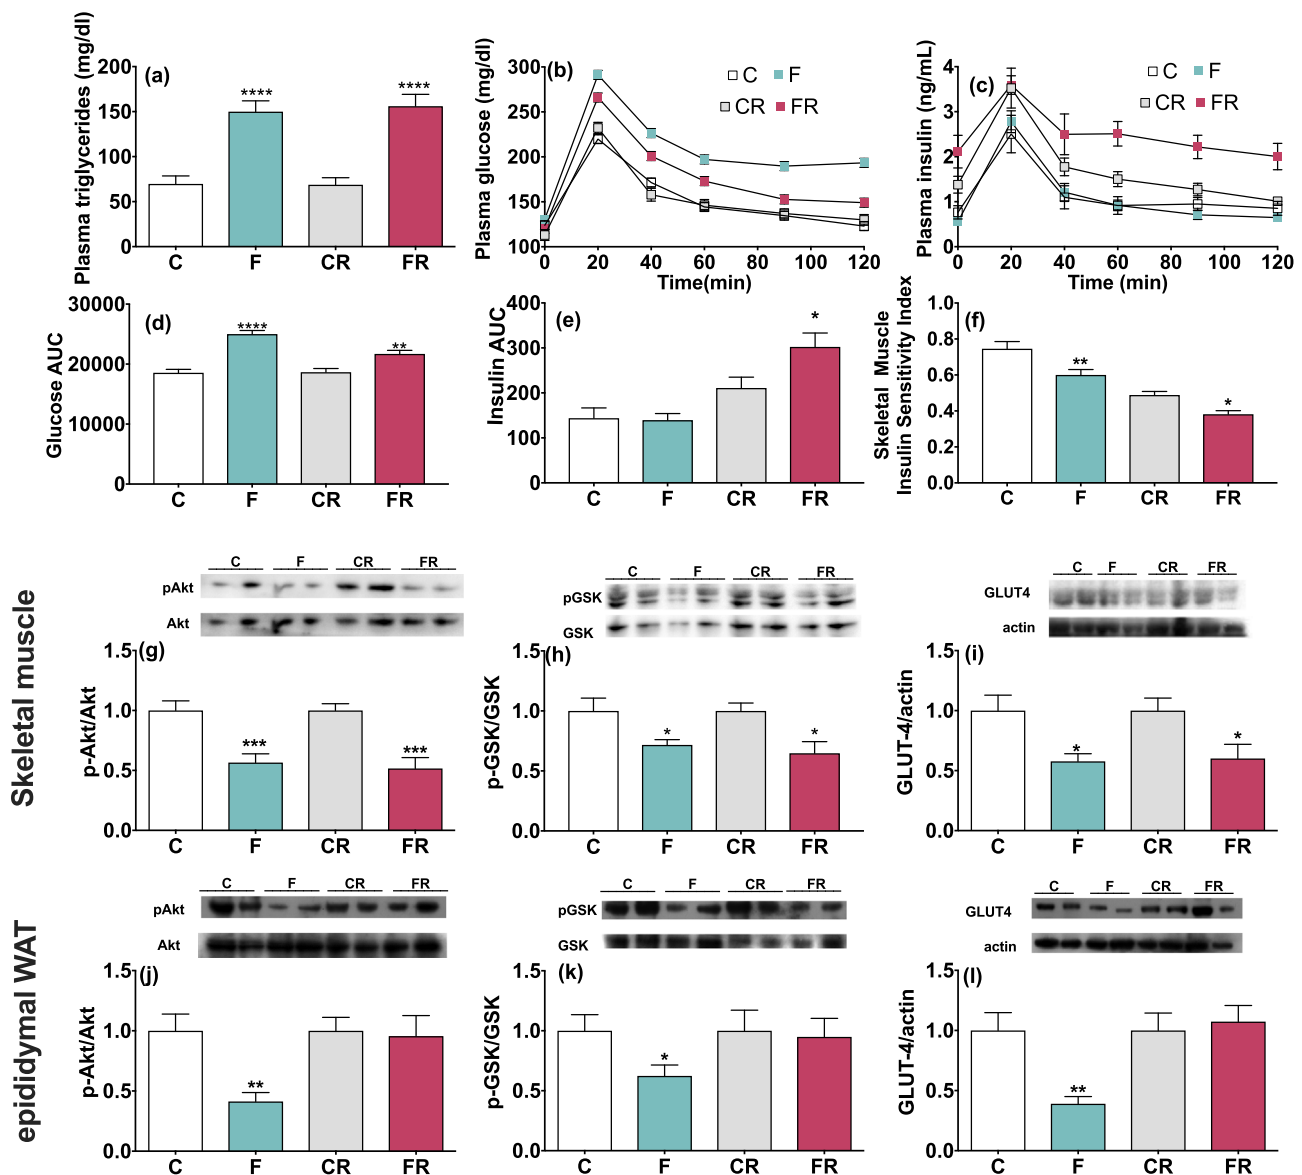 (a)
Plasma triglycerides (mg/dl)
200
150
100
50
0
****
****
C F CR FR
(b)
Plasma glucose (mg/dl)
300
250
200
150
100
C F
CR FR
0 20 40 60 80 100 120
Time(min)
(c)
Plasma insulin (ng/mL)
4
3
2
1
0
C F
CR FR
0 20 40 60 80 100 120
Time (min)
(d)
Glucose AUC
30000
20000
10000
0
****
**
C F CR FR
(e)
Insulin AUC
400
300
200
100
0
*
C F CR FR
(f)
Skeletal Muscle
Insulin Sensitivity Index
0.8
0.6
0.4
0.2
0.0
**
*
C F CR FR
Skeletal muscle
C F CR FR
pAkt
Akt
(g)
p-Akt/Akt
1.5
1.0
0.5
0.0
***
***
C F CR FR
C F CR FR
pGSK
GSK
(h)
p-GSK/GSK
1.5
1.0
0.5
0.0
*
*
C F CR FR
C F CR FR
GLUT4
actin
(i)
GLUT-4/actin
1.5
1.0
0.5
0.0
*
*
C F CR FR
epididymal WAT
C F CR FR
pAkt
Akt
(j)
p-Akt/Akt
1.5
1.0
0.5
0.0
**
C F CR FR
C F CR FR
pGSK
GSK
(k)
p-GSK/GSK
1.5
1.0
0.5
0.0
*
C F CR FR
C F CR FR
GLUT4
actin
(l)
GLUT-4/actin
1.5
1.0
0.5
0.0
**
C F CR FR